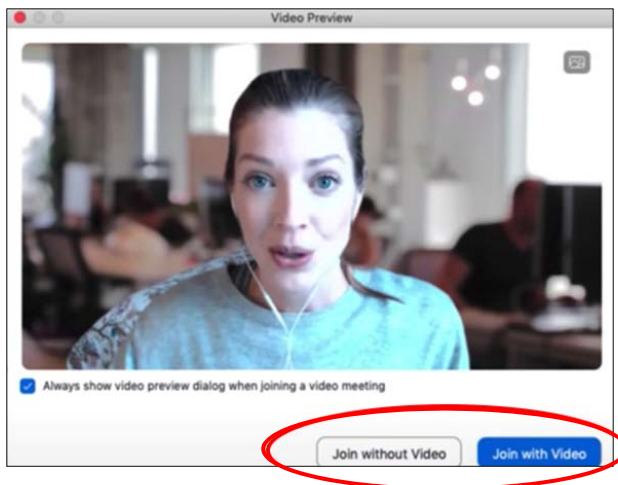 Video Preview
Always show video preview dialog when joining a video meeting
Join without Video
Join with Video